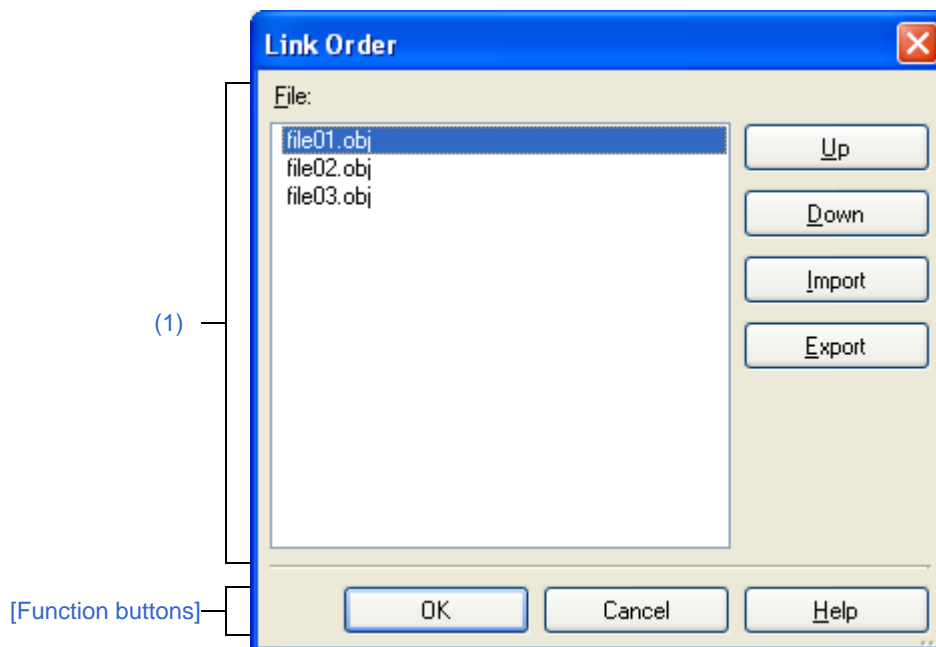 Link Order
File:
file01.obj
file02.obj
file03.obj
Up
Down
Import
Export
(1)
[Function buttons]
OK Cancel Help